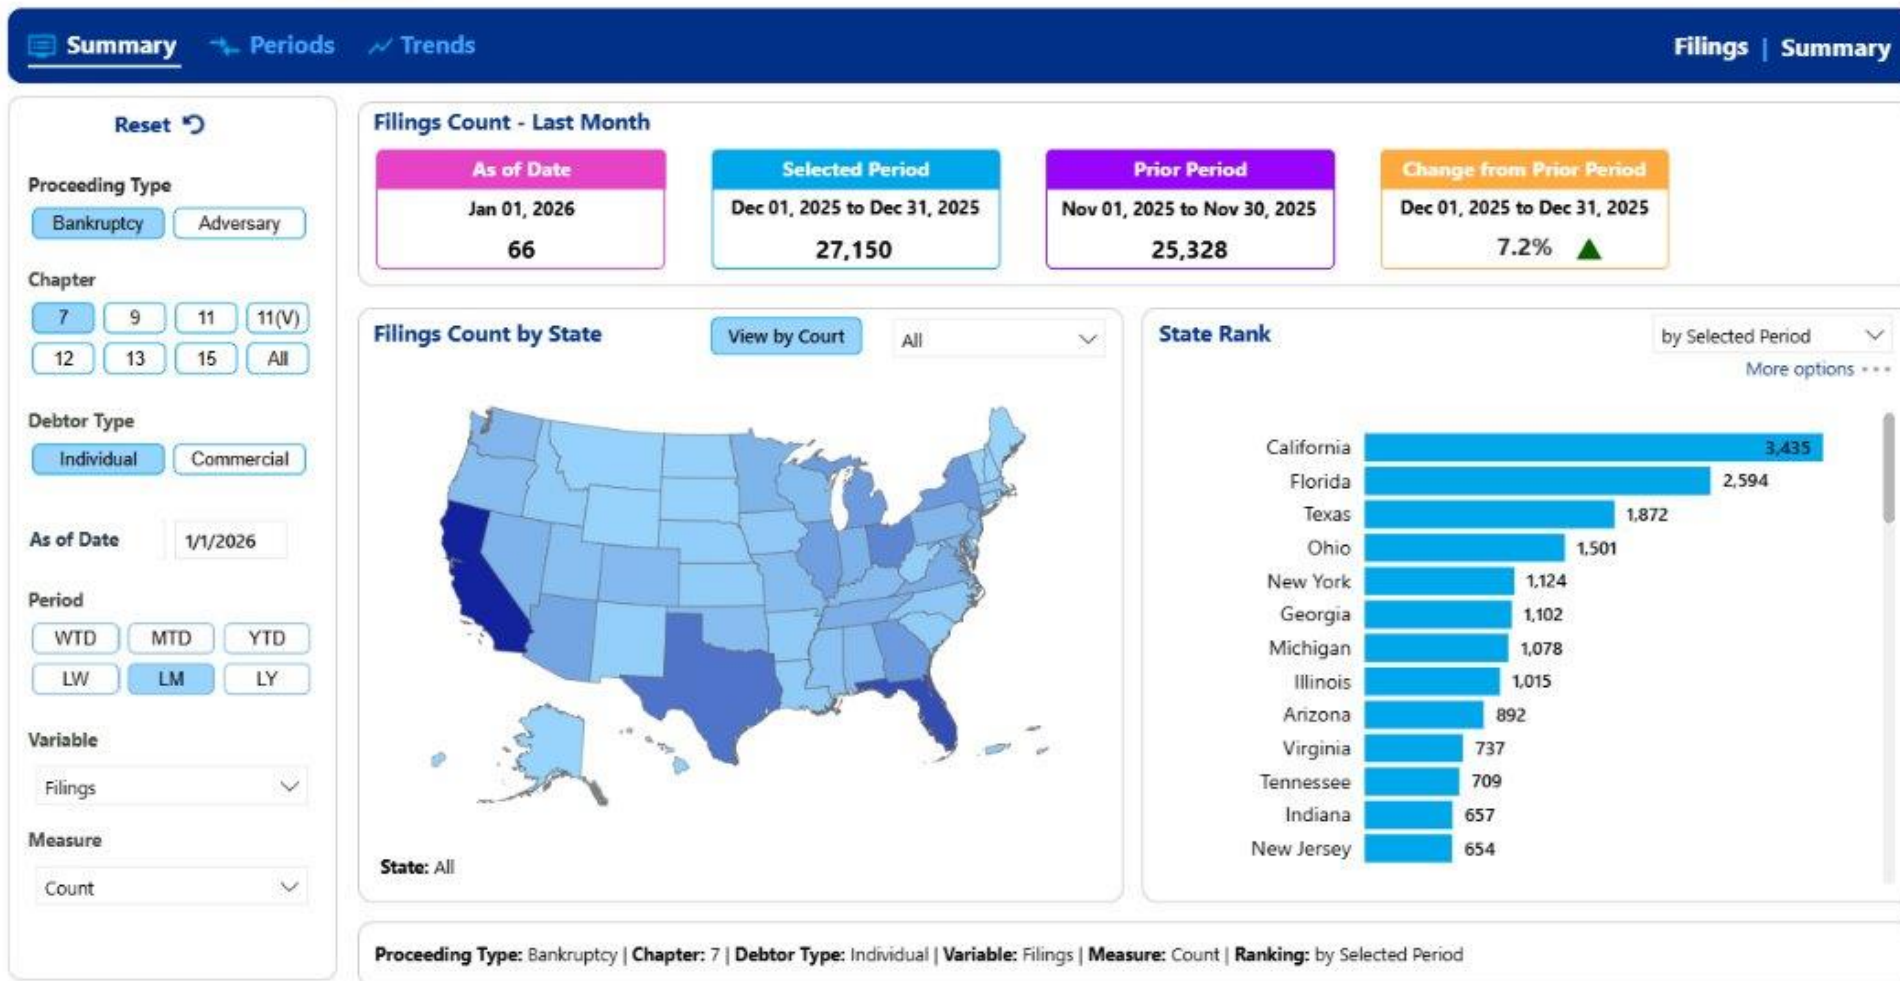 Summary Periods Trends
Filings | Summary
Reset
Proceeding Type
Bankruptcy Adversary
Chapter
7 9 11 11(V)
12 13 15 All
Debtor Type
Individual Commercial
As of Date 1/1/2026
Period
WTD MTD YTD
LW LM LY
Variable
Filings
Measure
Count
Filings Count - Last Month
As of Date
Jan 01, 2026
66
Selected Period
Dec 01, 2025 to Dec 31, 2025
27,150
Prior Period
Nov 01, 2025 to Nov 30, 2025
25,328
Change from Prior Period
Dec 01, 2025 to Dec 31, 2025
7.2%
Filings Count by State
View by Court
All
State: All
State Rank
by Selected Period
More options
California 3,435
Florida 2,594
Texas 1,872
Ohio 1,501
New York 1,124
Georgia 1,102
Michigan 1,078
Illinois 1,015
Arizona 892
Virginia 737
Tennessee 709
Indiana 657
New Jersey 654
Proceeding Type: Bankruptcy | Chapter: 7 | Debtor Type: Individual | Variable: Filings | Measure: Count | Ranking: by Selected Period